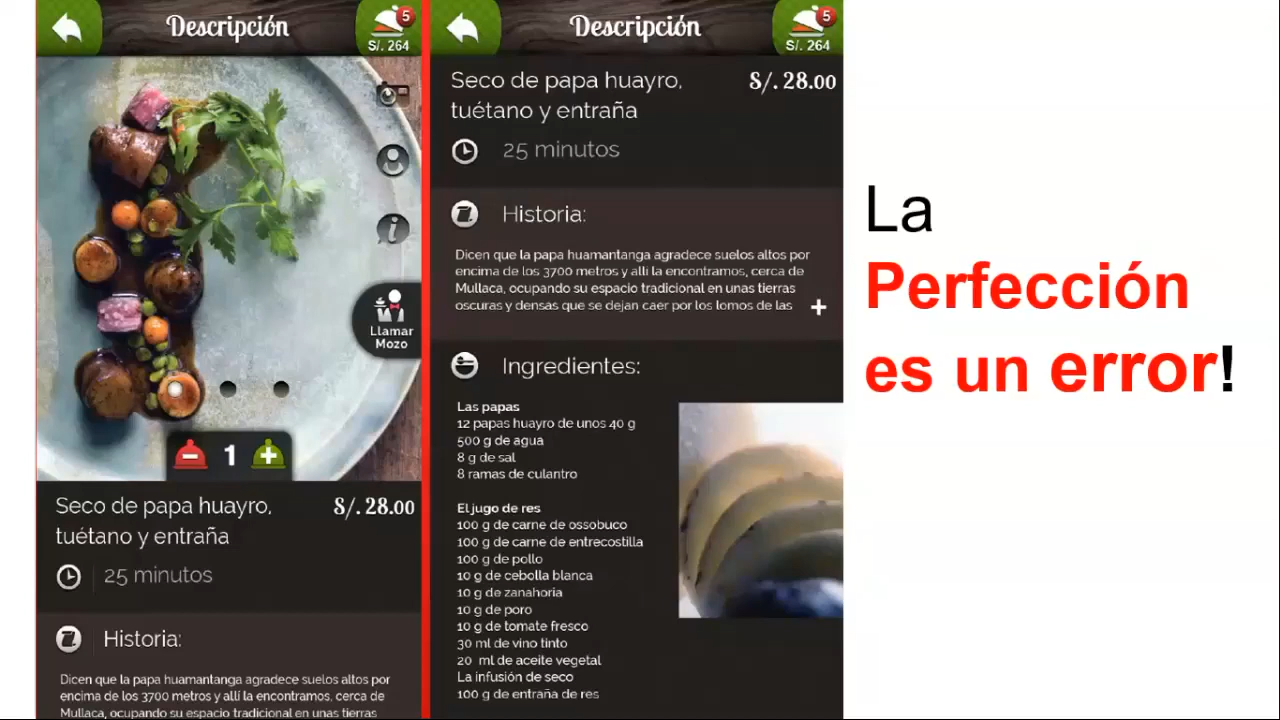 Descripción
5
S/. 264
Llamar
Mozo
1
Seco de papa huayro,
tuétano y entraña
S/. 28.00
25 minutos
Historia:
Dicen que la papa huamantanga agradece suelos altos por
encima de los 3700 metros y allí la encontramos, cerca de
Mullaca, ocupando su espacio tradicional en unas tierras
Descripción
5
S/. 264
Seco de papa huayro,
tuétano y entraña
S/. 28.00
25 minutos
Historia:
Dicen que la papa huamantanga agradece suelos altos por
encima de los 3700 metros y allí la encontramos, cerca de
Mullaca, ocupando su espacio tradicional en unas tierras
oscuras y densas que se dejan caer por los lomos de las
Ingredientes:
Las papas
12 papas huayro de unos 40 g
500 g de agua
8 g de sal
8 ramas de culantro
El jugo de res
100 g de carne de ossobuco
100 g de carne de entrecostilla
100 g de pollo
10 g de cebolla blanca
10 g de zanahoria
10 g de poro
10 g de tomate fresco
30 ml de vino tinto
20 ml de aceite vegetal
La infusión de seco
100 g de entraña de res
La
Perfección
es un error!